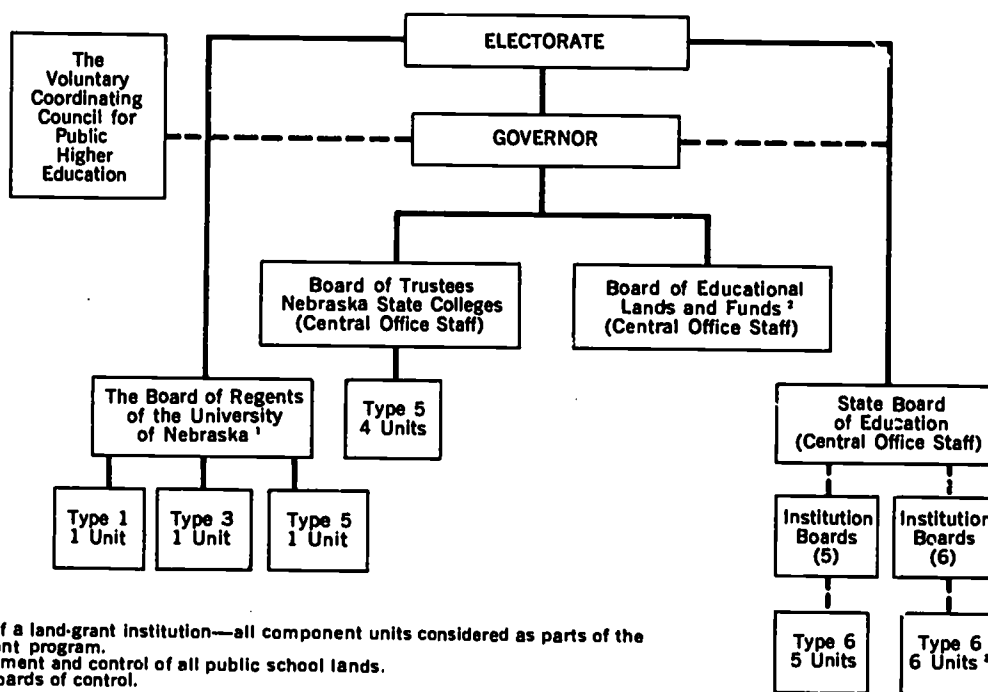 The
Voluntary
Coordinating
Council for
Public
Higher
Education
ELECTORATE
GOVERNOR
Board of Trustees
Nebraska State Colleges
(Central Office Staff)
Board of Educational
Lands and Funds ²
(Central Office Staff)
The Board of Regents
of the University
of Nebraska ¹
Type 5
4 Units
State Board
of Education
(Central Office Staff)
Type 1
1 Unit
Type 3
1 Unit
Type 5
1 Unit
Institution
Boards
(5)
Institution
Boards
(6)
Type 6
5 Units
Type 6
6 Units
of a land-grant institution—all component units considered as parts of the
program.
and control of all public school lands.
of control.